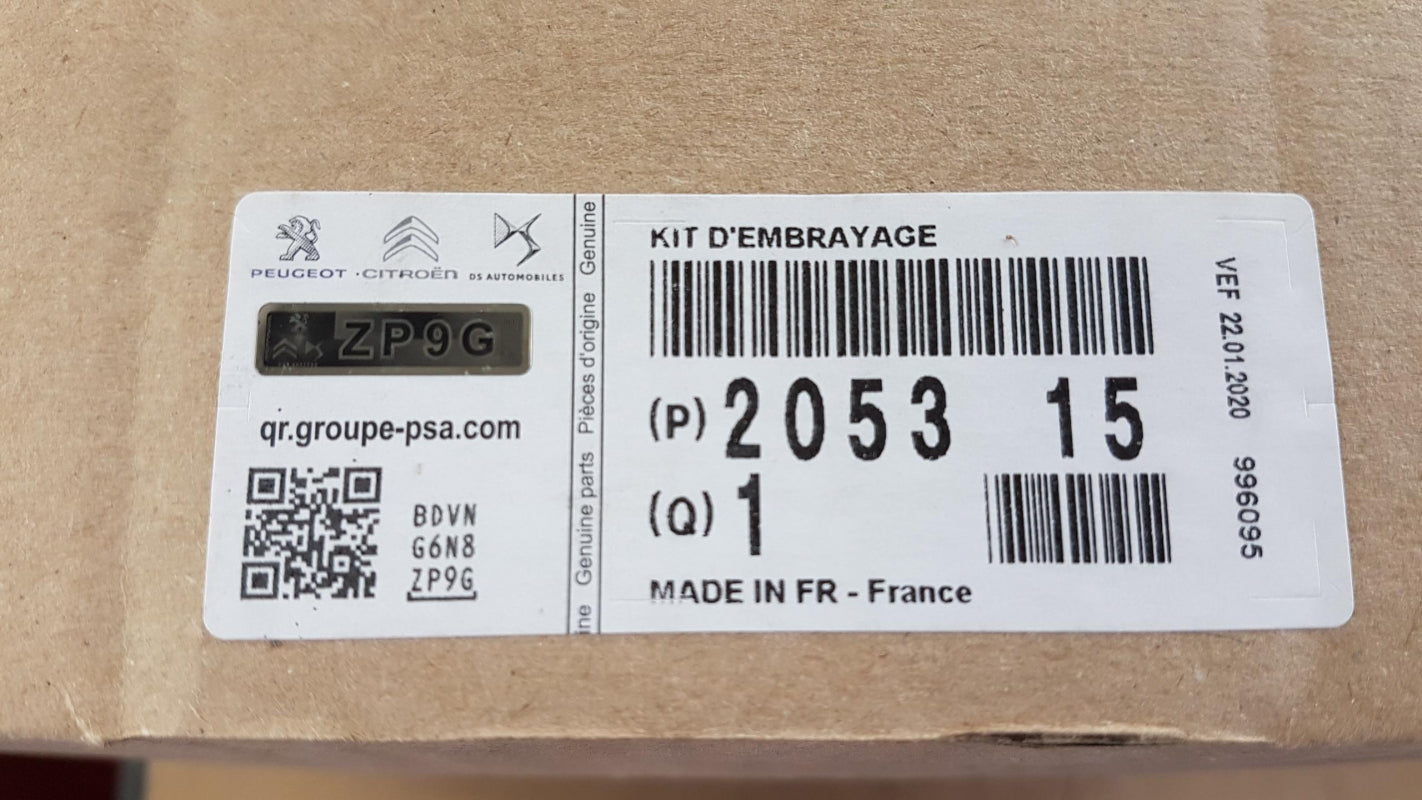 PEUGEOT
CITROËN
DS AUTOMOBILES
ZP9G
qr.groupe-psa.com
BDVN
G6N8
ZP9G
ine Genuine parts Pièces d'origine Genuine
KIT D'EMBRAYAGE
(P) 2053 15
(Q) 1
MADE IN FR - France
VEF 22.01.2020 996095